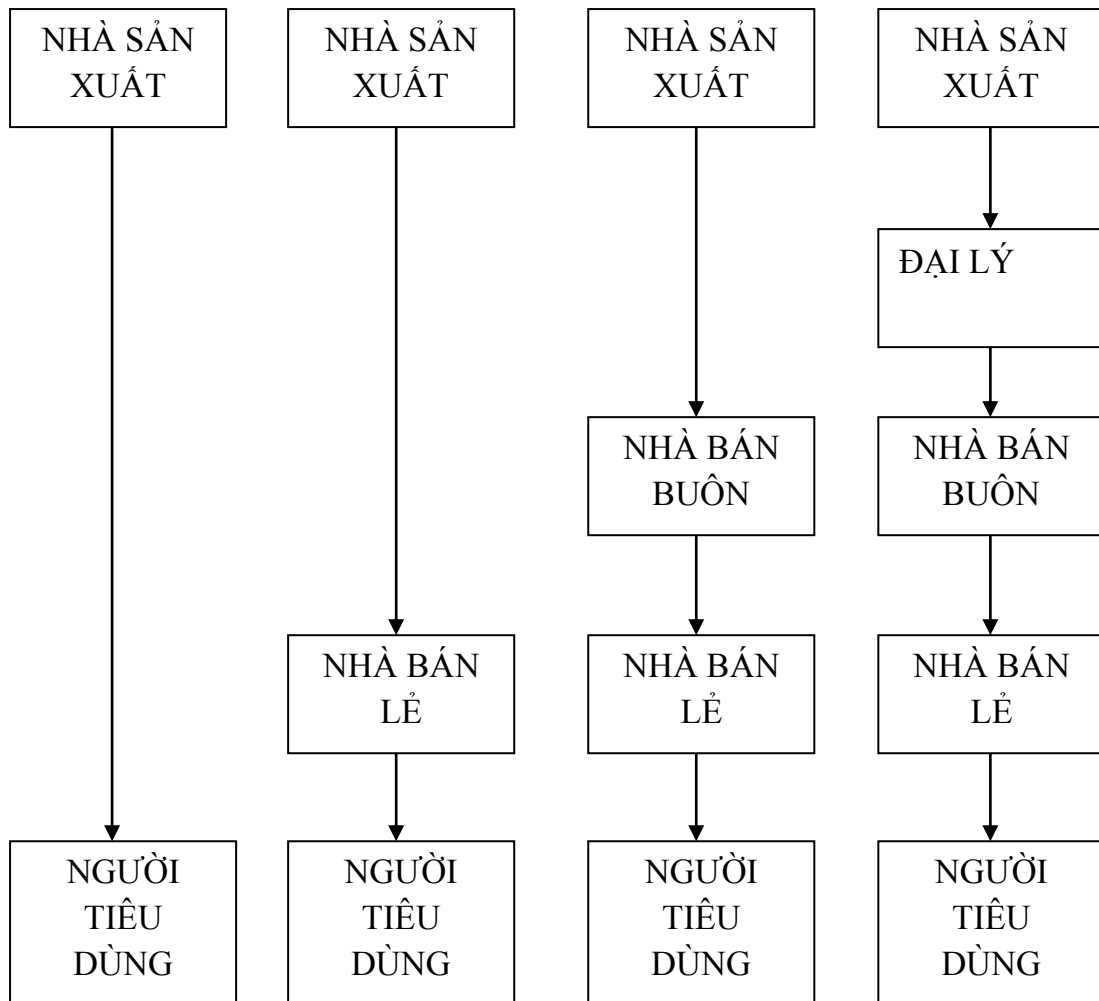 NHÀ SẢN
XUẤT
NHÀ SẢN
XUẤT
NHÀ SẢN
XUẤT
NHÀ SẢN
XUẤT
ĐẠI LÝ
NHÀ BÁN
BUÔN
NHÀ BÁN
BUÔN
NHÀ BÁN
LẺ
NHÀ BÁN
LẺ
NHÀ BÁN
LẺ
NGƯỜI
TIÊU
DÙNG
NGƯỜI
TIÊU
DÙNG
NGƯỜI
TIÊU
DÙNG
NGƯỜI
TIÊU
DÙNG